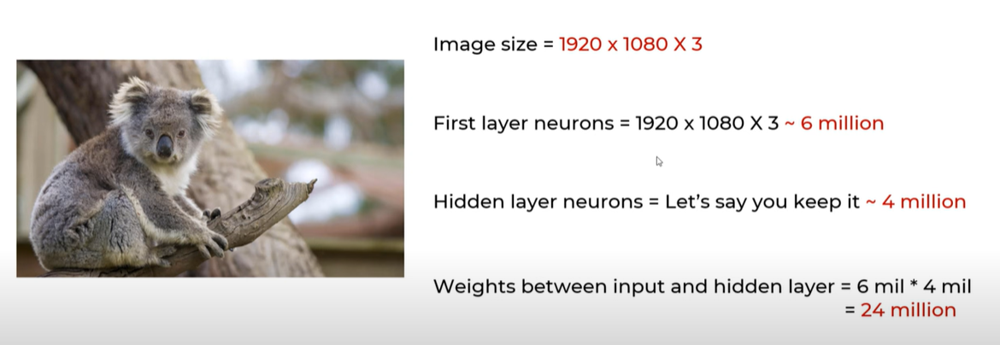 Image size = 1920 x 1080 X 3
First layer neurons = 1920 x 1080 X 3 ~ 6 million
Hidden layer neurons = Let's say you keep it ~ 4 million
Weights between input and hidden layer = 6 mil * 4 mil
= 24 million